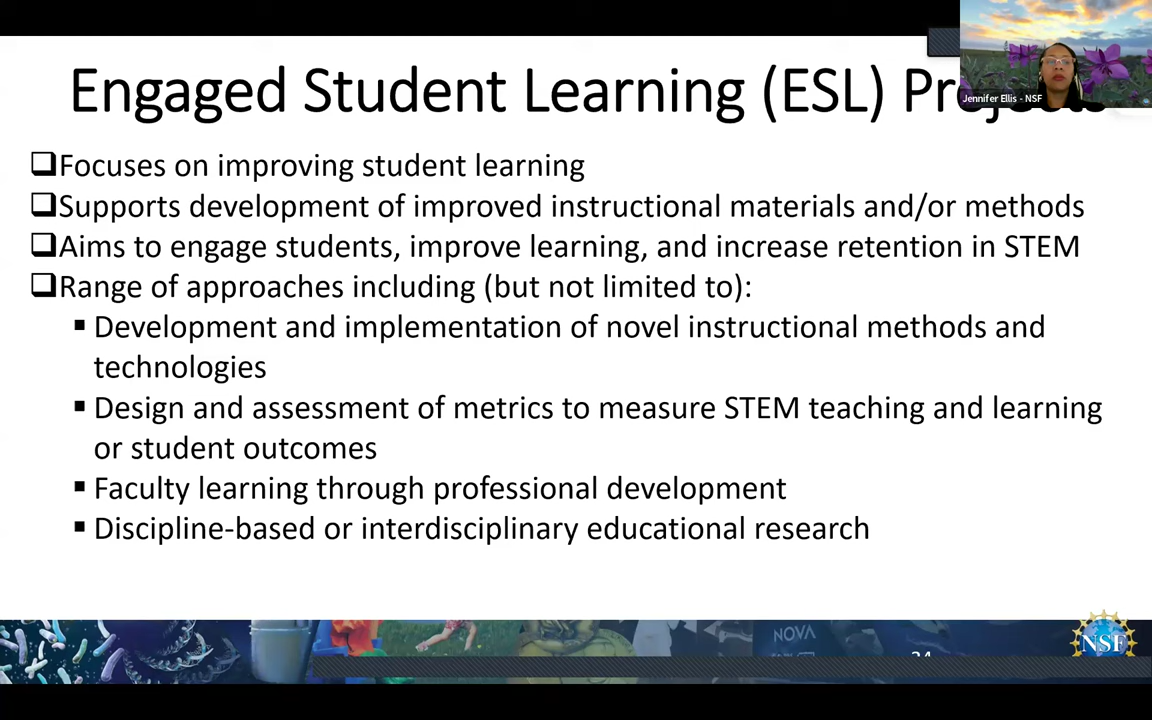 Engaged Student Learning (ESL) Projects
Jennifer Ellis - NSF
Focuses on improving student learning
Supports development of improved instructional materials and/or methods
Aims to engage students, improve learning, and increase retention in STEM
Range of approaches including (but not limited to):
Development and implementation of novel instructional methods and
technologies
Design and assessment of metrics to measure STEM teaching and learning
or student outcomes
Faculty learning through professional development
Discipline-based or interdisciplinary educational research
NOVA
NSF